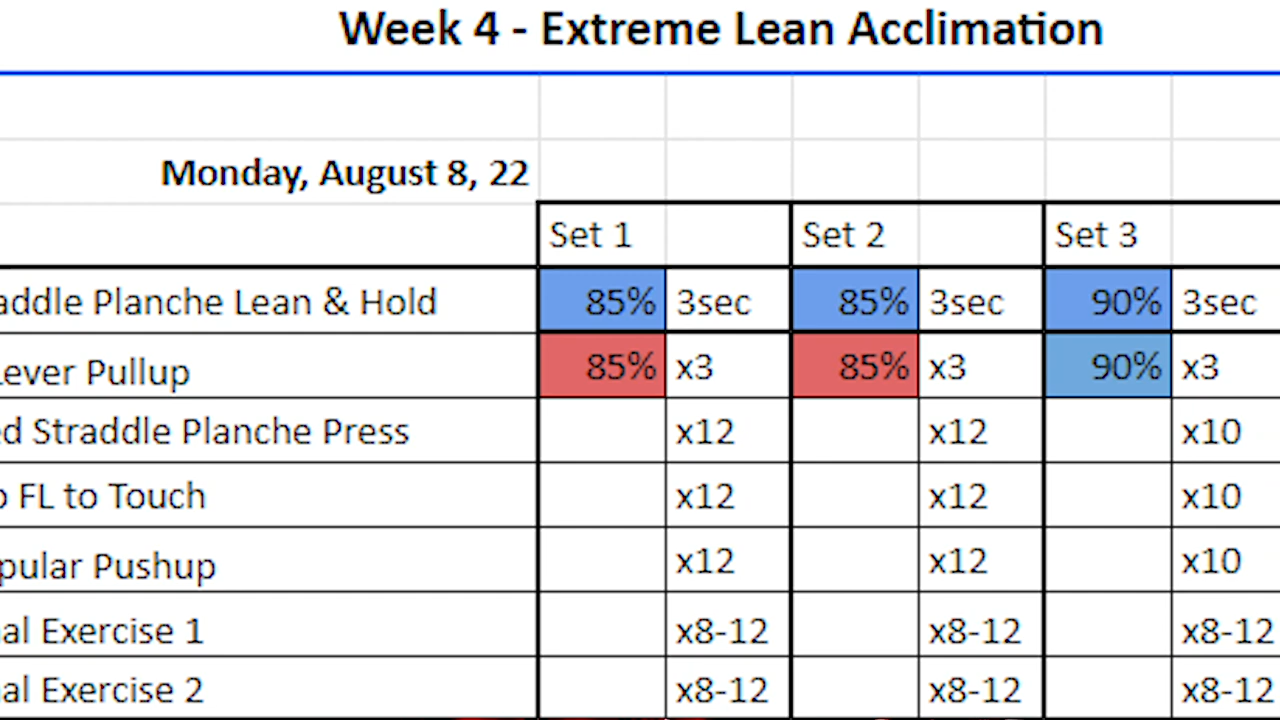 Week 4 - Extreme Lean Acclimation
Monday, August 8, 22
Set 1 Set 2 Set 3
addle Planche Lean & Hold 85% 3sec 85% 3sec 90% 3sec
Lever Pullup 85% x3 85% x3 90% x3
ed Straddle Planche Press x12 x12 x10
o FL to Touch x12 x12 x10
pular Pushup x12 x12 x10
al Exercise 1 x8-12 x8-12 x8-12
al Exercise 2 x8-12 x8-12 x8-12